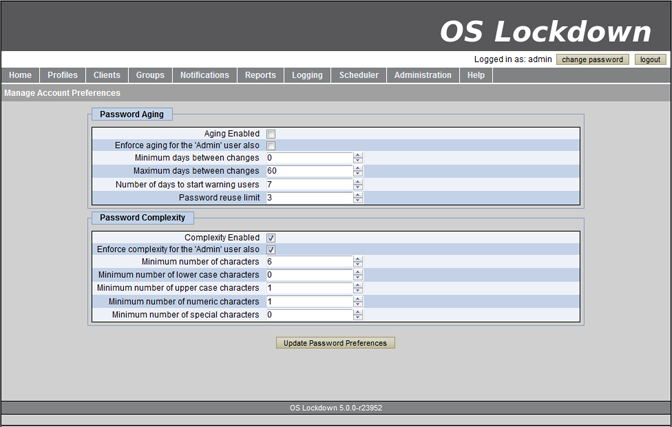 OS Lockdown
Logged in as: admin change password logout
Home Profiles Clients Groups Notifications Reports Logging Scheduler Administration Help
Manage Account Preferences
Password Aging
Aging Enabled
Enforce aging for the 'Admin' user also
Minimum days between changes 0
Maximum days between changes 60
Number of days to start warning users 7
Password reuse limit 3
Password Complexity
Complexity Enabled
Enforce complexity for the 'Admin' user also
Minimum number of characters 6
Minimum number of lower case characters 0
Minimum number of upper case characters 1
Minimum number of numeric characters 1
Minimum number of special characters 0
Update Password Preferences
OS Lockdown 5.0.0-r23952